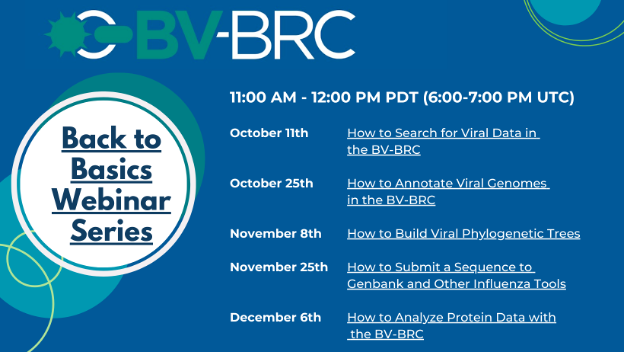 BV-BRC
11:00 AM - 12:00 PM PDT (6:00-7:00 PM UTC)
Back to
Basics
Webinar
Series
October 11th
How to Search for Viral Data in
the BV-BRC
October 25th
How to Annotate Viral Genomes
in the BV-BRC
November 8th
How to Build Viral Phylogenetic Trees
November 25th
How to Submit a Sequence to
Genbank and Other Influenza Tools
December 6th
How to Analyze Protein Data with
the BV-BRC